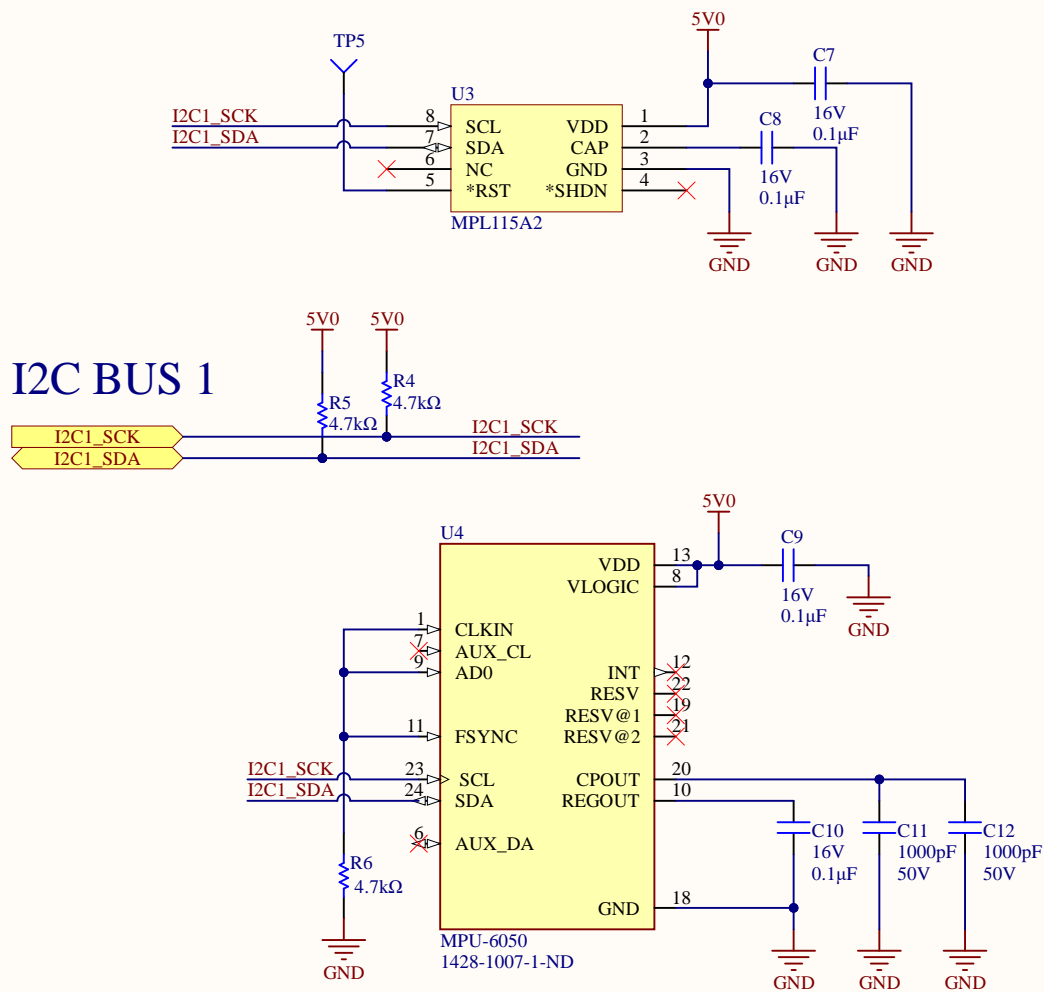 5V0
TP5
C7
16V
0.1µF
U3
I2C1_SCK
8
SCL
VDD
1
C8
16V
0.1µF
I2C1_SDA
7
SDA
CAP
2
6
NC
GND
3
5
*RST
*SHDN
4
MPL115A2
GND
GND
GND
5V0
5V0
I2C BUS 1
R4
4.7kΩ
R5
4.7kΩ
I2C1_SCK
I2C1_SCK
I2C1_SDA
I2C1_SDA
5V0
U4
C9
16V
0.1µF
GND
VDD
13
VLOGIC
8
1
CLKIN
7
AUX_CL
9
AD0
INT
12
RESV
22
RESV@1
19
11
FSYNC
RESV@2
21
I2C1_SCK
23
SCL
CPOUT
20
I2C1_SDA
24
SDA
REGOUT
10
6
AUX_DA
C10
16V
0.1µF
C11
1000pF
50V
C12
1000pF
50V
R6
4.7kΩ
GND
18
MPU-6050
1428-1007-1-ND
GND
GND
GND
GND